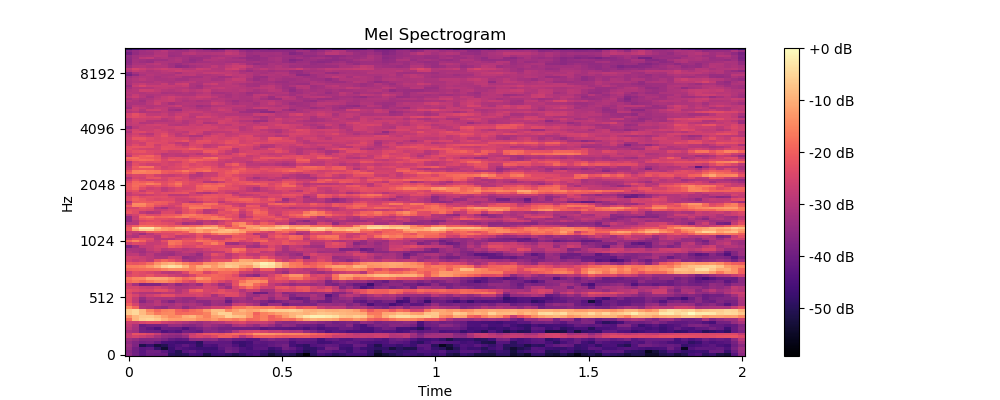 Mel Spectrogram
Hz
8192
4096
2048
1024
512
0
0 0.5 1 1.5 2
Time
+0 dB
-10 dB
-20 dB
-30 dB
-40 dB
-50 dB